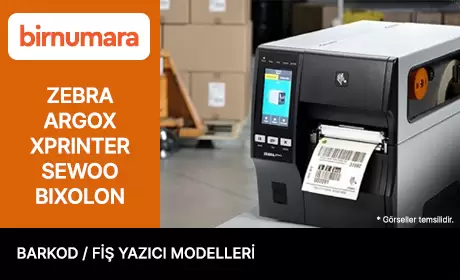 birnumara
ZEBRA
ARGOX
XPRINTER
SEWOO
BIXOLON
* Görseller temsilidir.
BARKOD / FİŞ YAZICI MODELLERİ